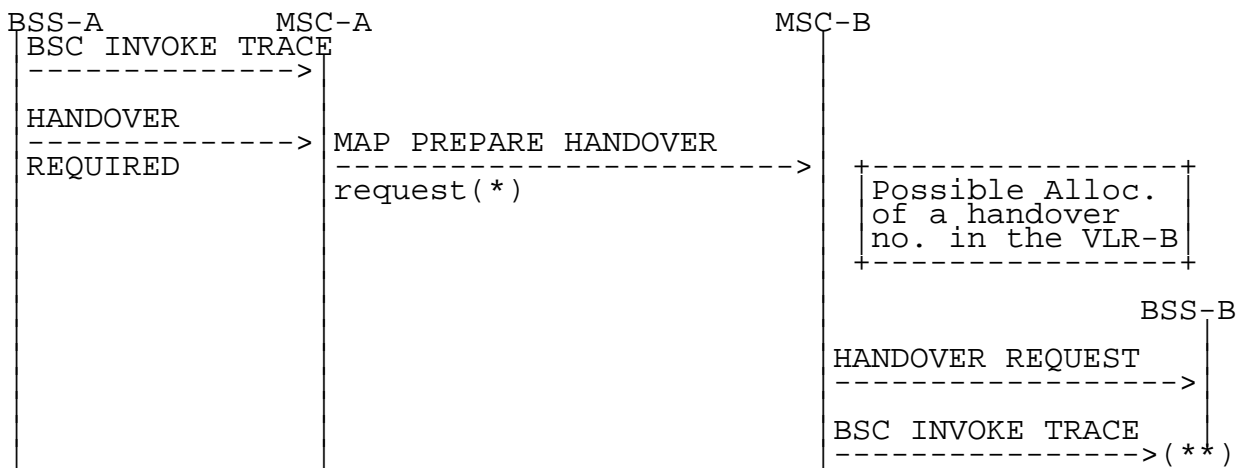 BSS-A MSC-A MSC-B
BSC INVOKE TRACE
HANDOVER
REQUIRED
MAP PREPARE HANDOVER
request(*)
Possible Alloc.
of a handover
no. in the VLR-B
BSS-B
HANDOVER REQUEST
BSC INVOKE TRACE
(**)